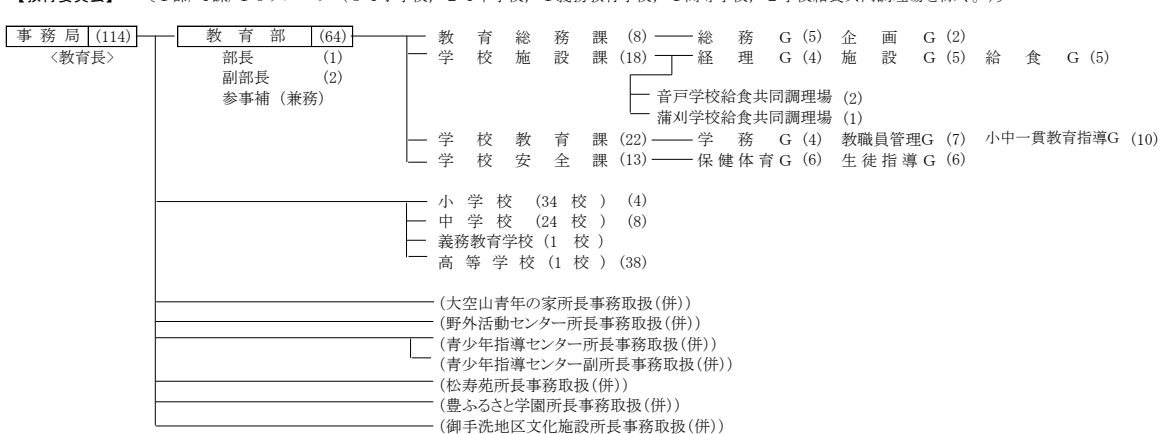 事務局 (114) 教育部 (64) 教育総務課 (8) 総務G (5) 企画G (2)
〈教育長〉 部長 (1) 学校施設課 (18) 経理G (4) 施設G (5) 給食G (5)
副部長 (2)
参事補 (兼務) 音戸学校給食共同調理場 (2)
蒲刈学校給食共同調理場 (1)
学校教育課 (22) 学務G (4) 教職員管理G (7) 小中一貫教育指導G (10)
学校安全課 (13) 保健体育G (6) 生徒指導G (6)
小学校 (34校) (4)
中学校 (24校) (8)
義務教育学校 (1校)
高等学校 (1校) (38)
(大空山青年の家所長事務取扱(併))
(野外活動センター所長事務取扱(併))
(青少年指導センター所長事務取扱(併))
(青少年指導センター副所長事務取扱(併))
(松寿苑所長事務取扱(併))
(豊ふるさと学園所長事務取扱(併))
(御手洗地区文化施設所長事務取扱(併))